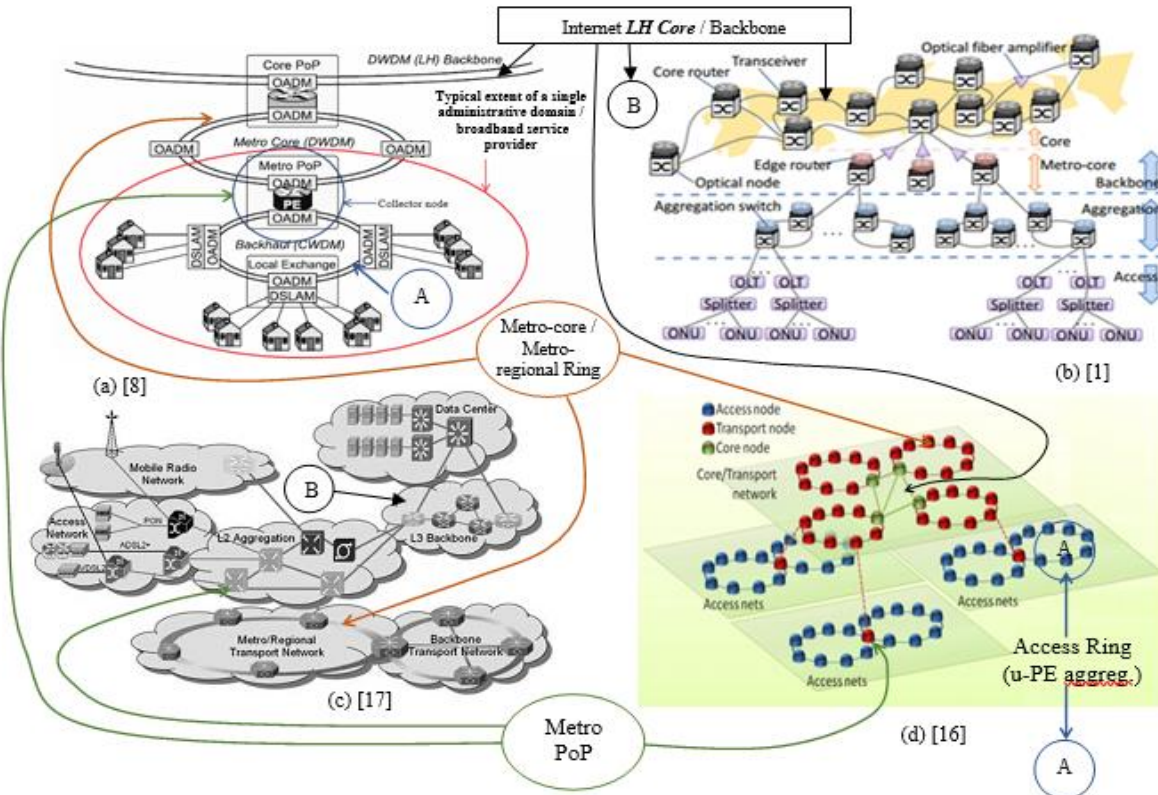 Internet LH Core / Backbone
B
Core PoP
OADM
DWDM (LH) Backbone
OADM
OADM
Metro Core (DWDM)
OADM
Typical extent of a single
administrative domain /
broadband service
provider
Metro PoP
OADM
PE
OADM
Collector node
DSLAM
OADM
Backhaul (CWDM)
OADM
DSLAM
Local Exchange
OADM
DSLAM
A
(a) [8]
Optical fiber amplifier
Transceiver
Core router
Core
Edge router
Metro-core
Optical node
Backbone
Aggregation switch
Aggregation
Access
OLT
OLT
OLT
OLT
Splitter
Splitter
Splitter
Splitter
ONU
ONU
ONU
ONU
ONU
ONU
ONU
ONU
(b) [1]
Metro-core /
Metro-
regional Ring
Data Center
Mobile Radio
Network
B
Access
Network
PON
ADSL2+
VDSL2
L2 Aggregation
L3 Backbone
Metro/Regional
Transport Network
Backbone
Transport Network
(c) [17]
Access node
Transport node
Core node
Core/Transport
network
A
Access nets
Access nets
Access nets
Access Ring
(u-PE aggreg.)
(d) [16]
A
Metro
PoP